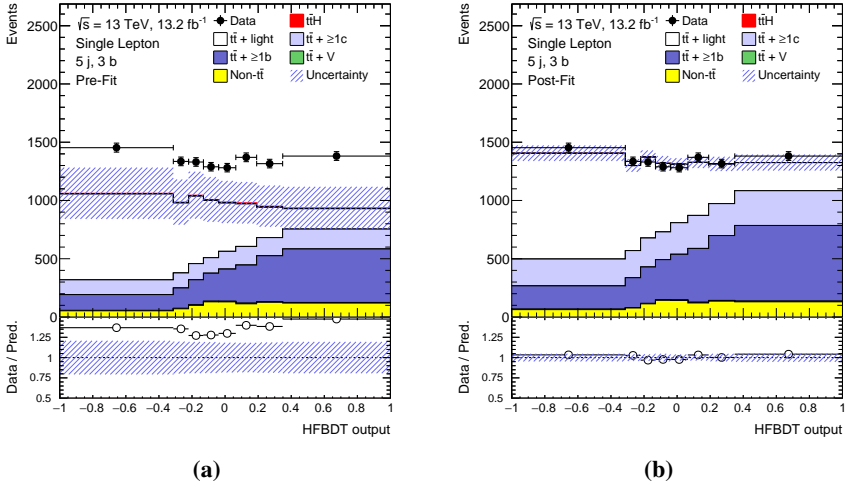 Events
√s = 13 TeV, 13.2 fb⁻¹
Single Lepton
5 j, 3 b
Pre-Fit
Data
tt̄H
tt̄ + light
tt̄ + ≥1c
tt̄ + ≥1b
tt̄ + V
Non-tt̄
Uncertainty
2500
2000
1500
1000
500
0
Data / Pred.
1.25
1
0.75
0.5
−1 −0.8 −0.6 −0.4 −0.2 0 0.2 0.4 0.6 0.8 1
HFBDT output
(a)
Events
√s = 13 TeV, 13.2 fb⁻¹
Single Lepton
5 j, 3 b
Post-Fit
Data
tt̄H
tt̄ + light
tt̄ + ≥1c
tt̄ + ≥1b
tt̄ + V
Non-tt̄
Uncertainty
2500
2000
1500
1000
500
0
Data / Pred.
1.25
1
0.75
0.5
−1 −0.8 −0.6 −0.4 −0.2 0 0.2 0.4 0.6 0.8 1
HFBDT output
(b)